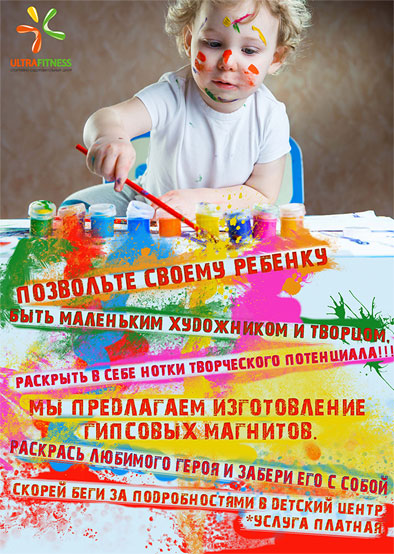 ULTRAFITNESS
ПОЗВОЛЬТЕ СВОЕМУ РЕБЕНКУ
БЫТЬ МАЛЕНЬКИМ ХУДОЖНИКОМ И ТВОРЦОМ,
РАСКРЫТЬ В СЕБЕ НОТКИ ТВОРЧЕСКОГО ПОТЕНЦИАЛА!!!
МЫ ПРЕДЛАГАЕМ ИЗГОТОВЛЕНИЕ
ГИПСОВЫХ МАГНИТОВ.
РАСКРАСЬ ЛЮБИМОГО ГЕРОЯ И ЗАБЕРИ ЕГО С СОБОЙ
СКОРЕЙ БЕГИ ЗА ПОДРОБНОСТЯМИ В DЕТСКИЙ ЦЕНТР
*УСЛУГА ПЛАТНАЯ